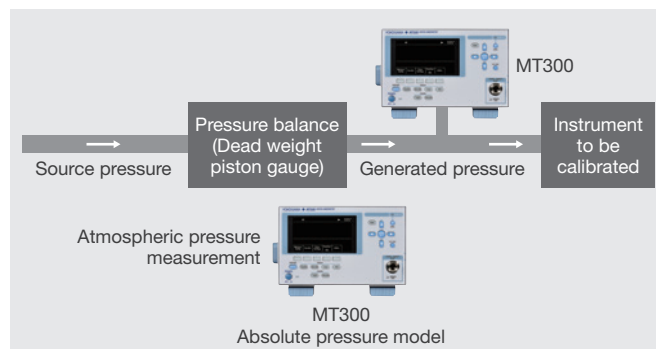 MT300
Pressure balance
(Dead weight
piston gauge)
Instrument
to be
calibrated
Source pressure
Generated pressure
Atmospheric pressure
measurement
MT300
Absolute pressure model